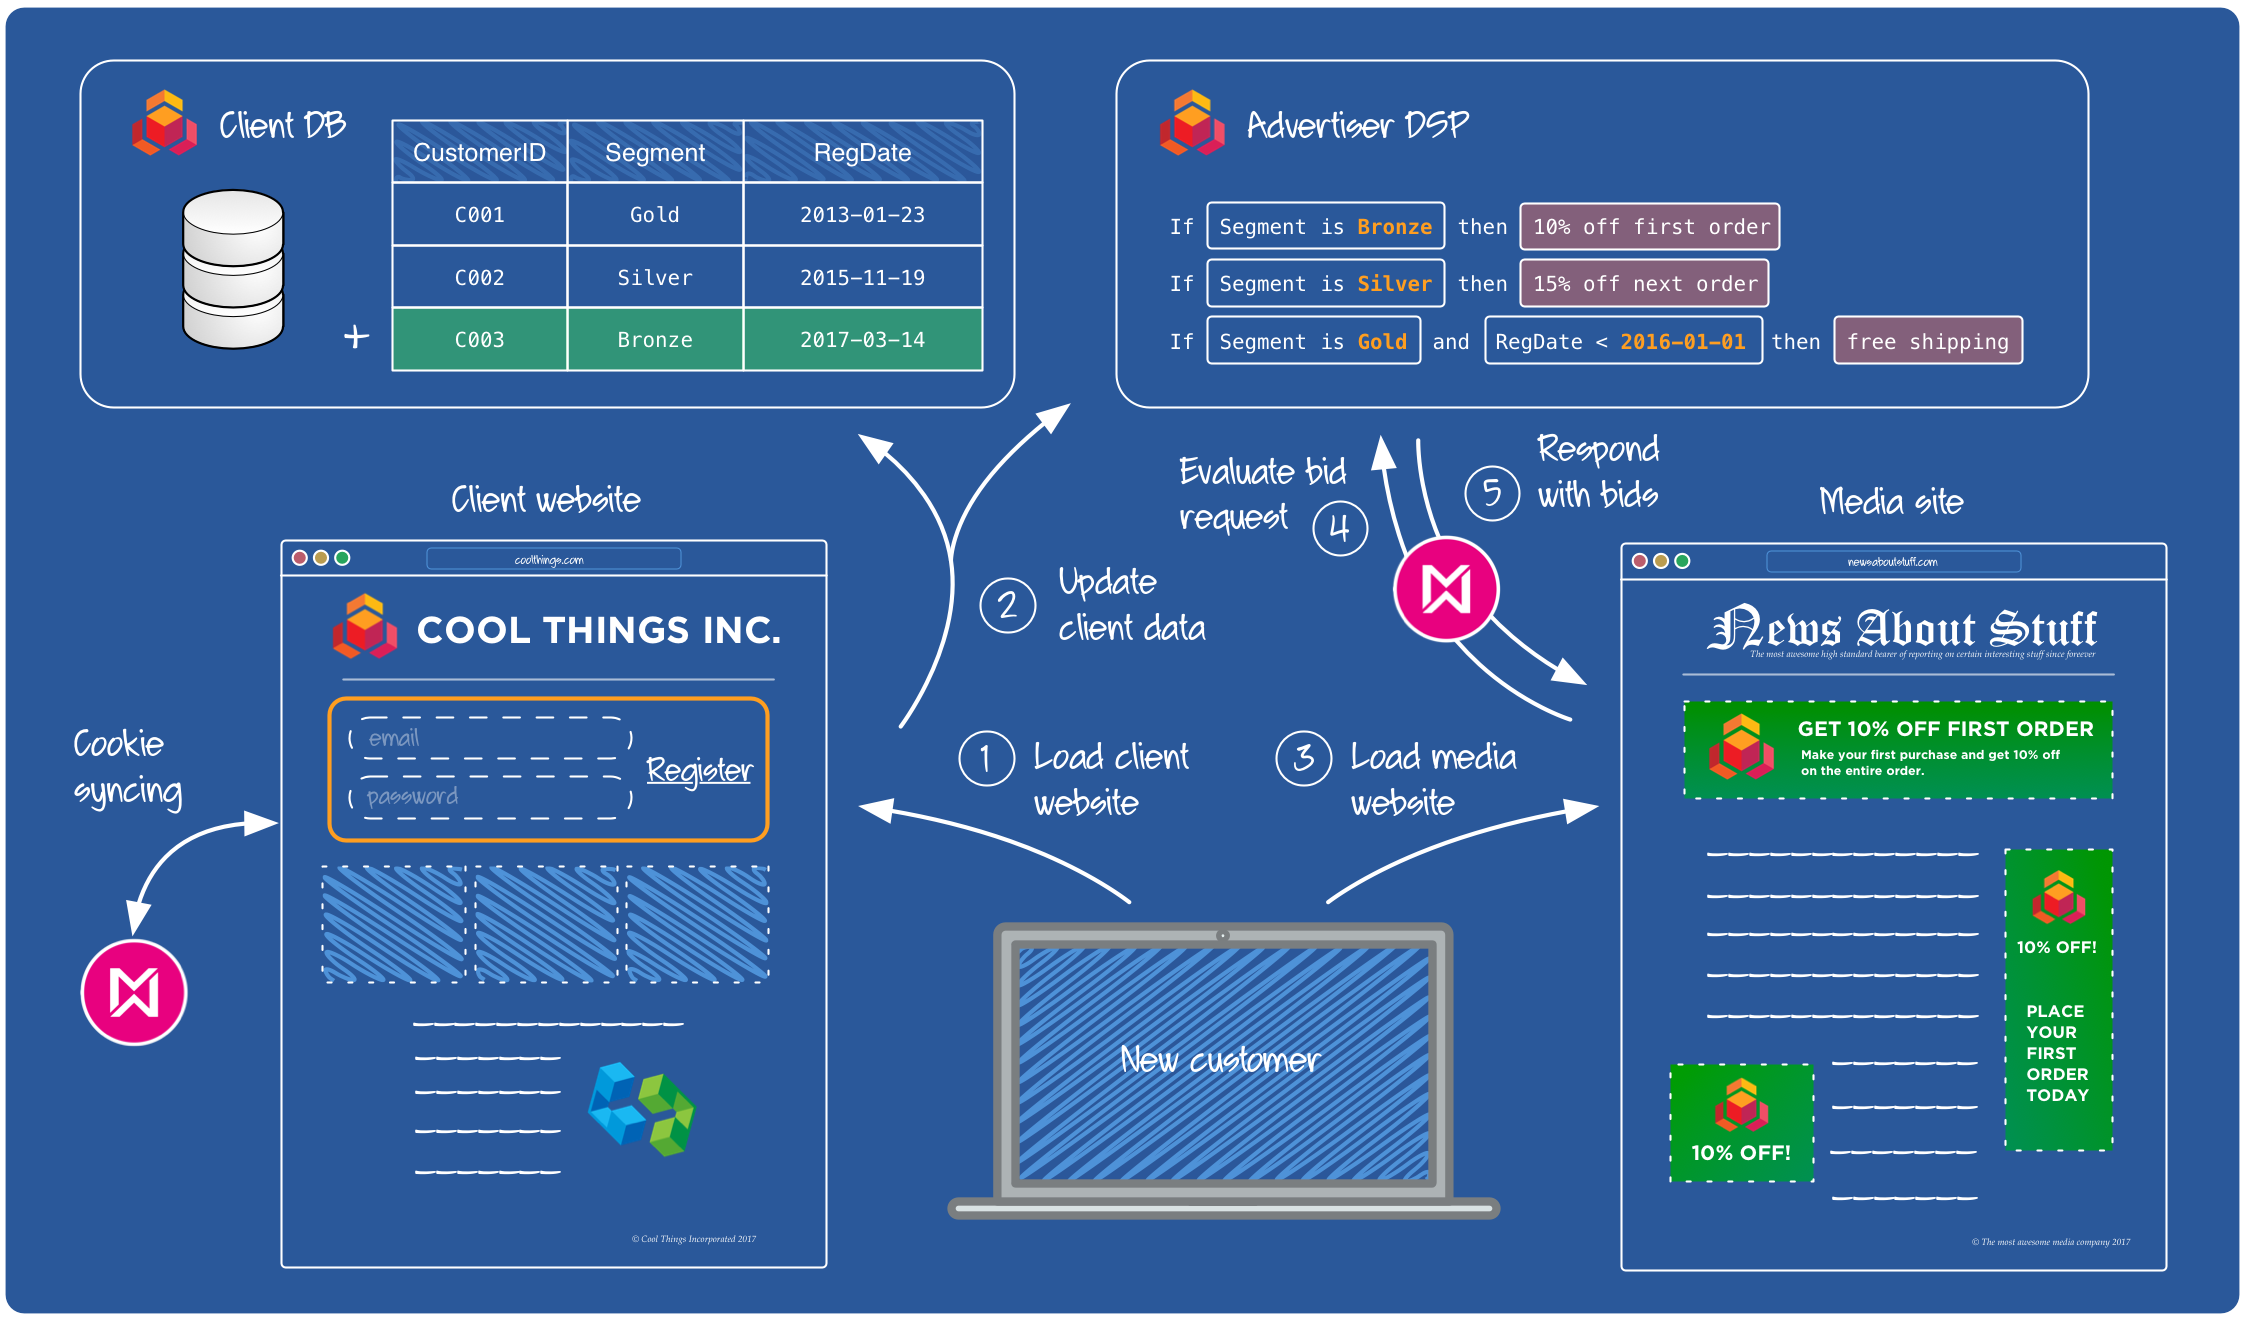 Client DB
CustomerID Segment RegDate
C001 Gold 2013-01-23
C002 Silver 2015-11-19
+ C003 Bronze 2017-03-14
Advertiser DSP
If Segment is Bronze then 10% off first order
If Segment is Silver then 15% off next order
If Segment is Gold and RegDate < 2016-01-01 then free shipping
Client website
coolthings.com
COOL THINGS INC.
email
password
Register
© Cool Things Incorporated 2017
Cookie
syncing
2 Update
client data
1 Load client
website
3 Load media
website
Evaluate bid
request 4
5 Respond
with bids
New customer
Media site
newsaboutstuff.com
News About Stuff
The most awesome high standard bearer of reporting on certain interesting stuff since foreever
GET 10% OFF FIRST ORDER
Make your first purchase and get 10% off
on the entire order.
10% OFF!
PLACE
YOUR
FIRST
ORDER
TODAY
10% OFF!
© The most awesome media company 2017